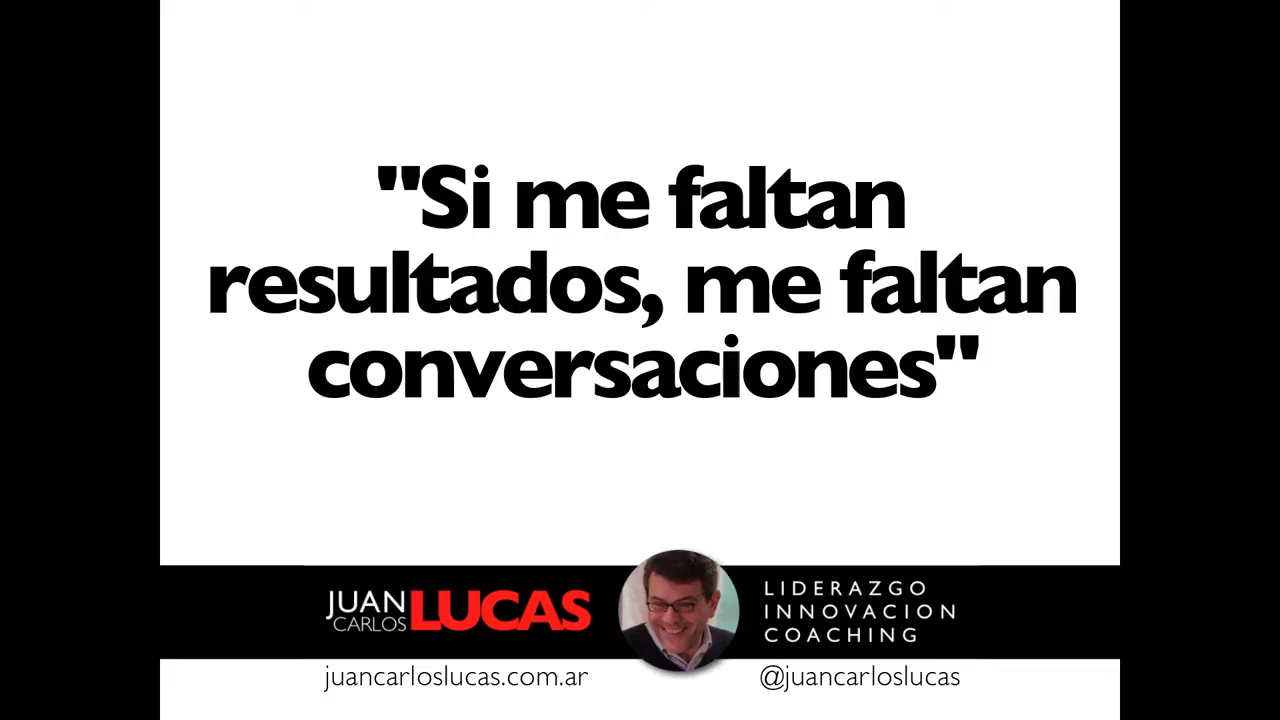 "Si me faltan
resultados, me faltan
conversaciones"
JUAN
CARLOS
LUCAS
LIDERAZGO
INNOVACION
COACHING
juancarloslucas.com.ar
@juancarloslucas